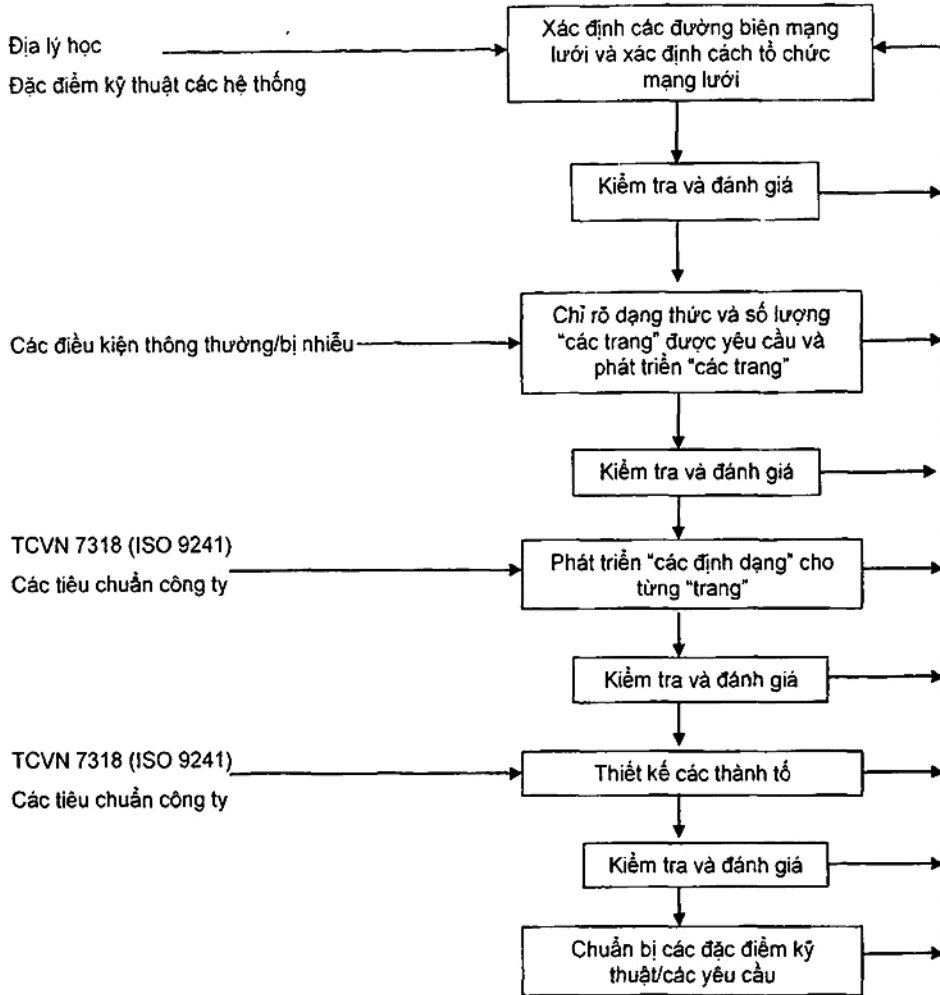 Địa lý học
Đặc điểm kỹ thuật các hệ thống
Xác định các đường biên mạng
lưới và xác định cách tổ chức
mạng lưới
Kiểm tra và đánh giá
Các điều kiện thông thường/bị nhiễu
Chỉ rõ dạng thức và số lượng
“các trang” được yêu cầu và
phát triển “các trang”
Kiểm tra và đánh giá
TCVN 7318 (ISO 9241)
Các tiêu chuẩn công ty
Phát triển “các định dạng” cho
từng “trang”
Kiểm tra và đánh giá
TCVN 7318 (ISO 9241)
Các tiêu chuẩn công ty
Thiết kế các thành tố
Kiểm tra và đánh giá
Chuẩn bị các đặc điểm kỹ
thuật/các yêu cầu